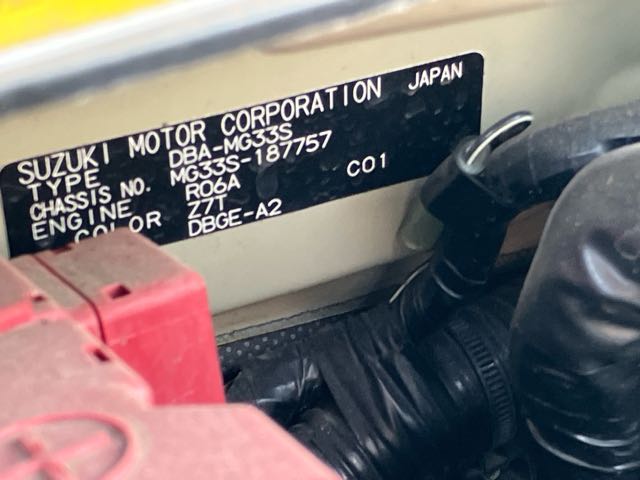 SUZUKI MOTOR CORPORATION JAPAN
TYPE DBA-MG33S
CHASSIS NO. MG33S-187757
ENGINE R06A C01
COLOR Z7T
DBGE-A2